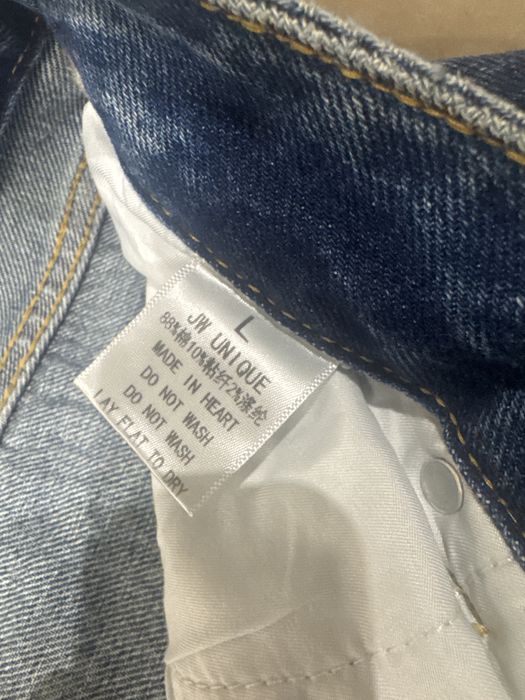 L
JW UNIQUE
88%棉10%粘纤2%涤纶
MADE IN HEART
DO NOT WASH
DO NOT WASH
LAY FLAT TO DRY